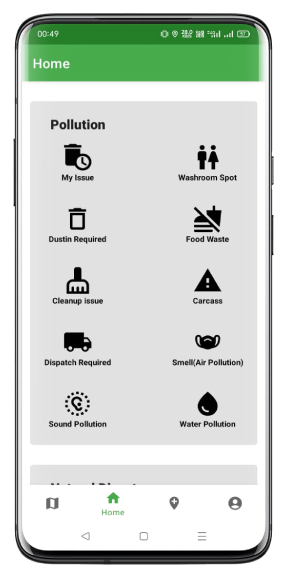 00:49
Home
Pollution
My Issue
Washroom Spot
Dustin Required
Food Waste
Cleanup issue
Carcass
Dispatch Required
Smell(Air Pollution)
Sound Pollution
Water Pollution
Home